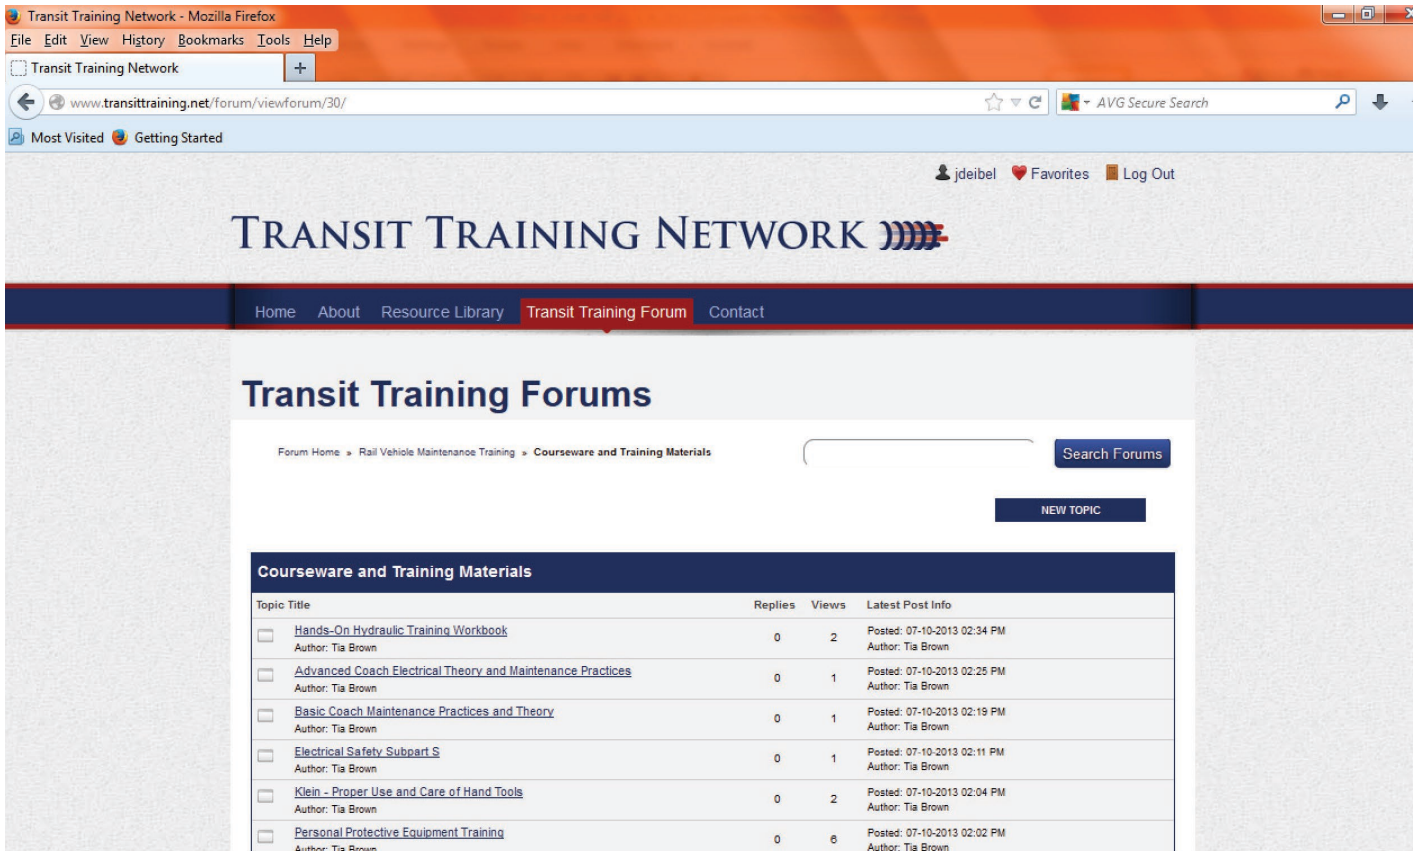 Transit Training Network - Mozilla Firefox
File Edit View History Bookmarks Tools Help
Transit Training Network +
www.transittraining.net/forum/viewforum/30/ AVG Secure Search
Most Visited Getting Started
jdeibel Favorites Log Out
TRANSIT TRAINING NETWORK
Home About Resource Library Transit Training Forum Contact
Transit Training Forums
Forum Home » Rail Vehicle Maintenance Training » Courseware and Training Materials Search Forums
NEW TOPIC
Courseware and Training Materials
Topic Title Replies Views Latest Post Info
Hands-On Hydraulic Training Workbook 0 2 Posted: 07-10-2013 02:34 PM
Author: Tia Brown Author: Tia Brown
Advanced Coach Electrical Theory and Maintenance Practices 0 1 Posted: 07-10-2013 02:25 PM
Author: Tia Brown Author: Tia Brown
Basic Coach Maintenance Practices and Theory 0 1 Posted: 07-10-2013 02:19 PM
Author: Tia Brown Author: Tia Brown
Electrical Safety Subpart S 0 1 Posted: 07-10-2013 02:11 PM
Author: Tia Brown Author: Tia Brown
Klein - Proper Use and Care of Hand Tools 0 2 Posted: 07-10-2013 02:04 PM
Author: Tia Brown Author: Tia Brown
Personal Protective Equipment Training 0 6 Posted: 07-10-2013 02:02 PM
Author: Tia Brown Author: Tia Brown